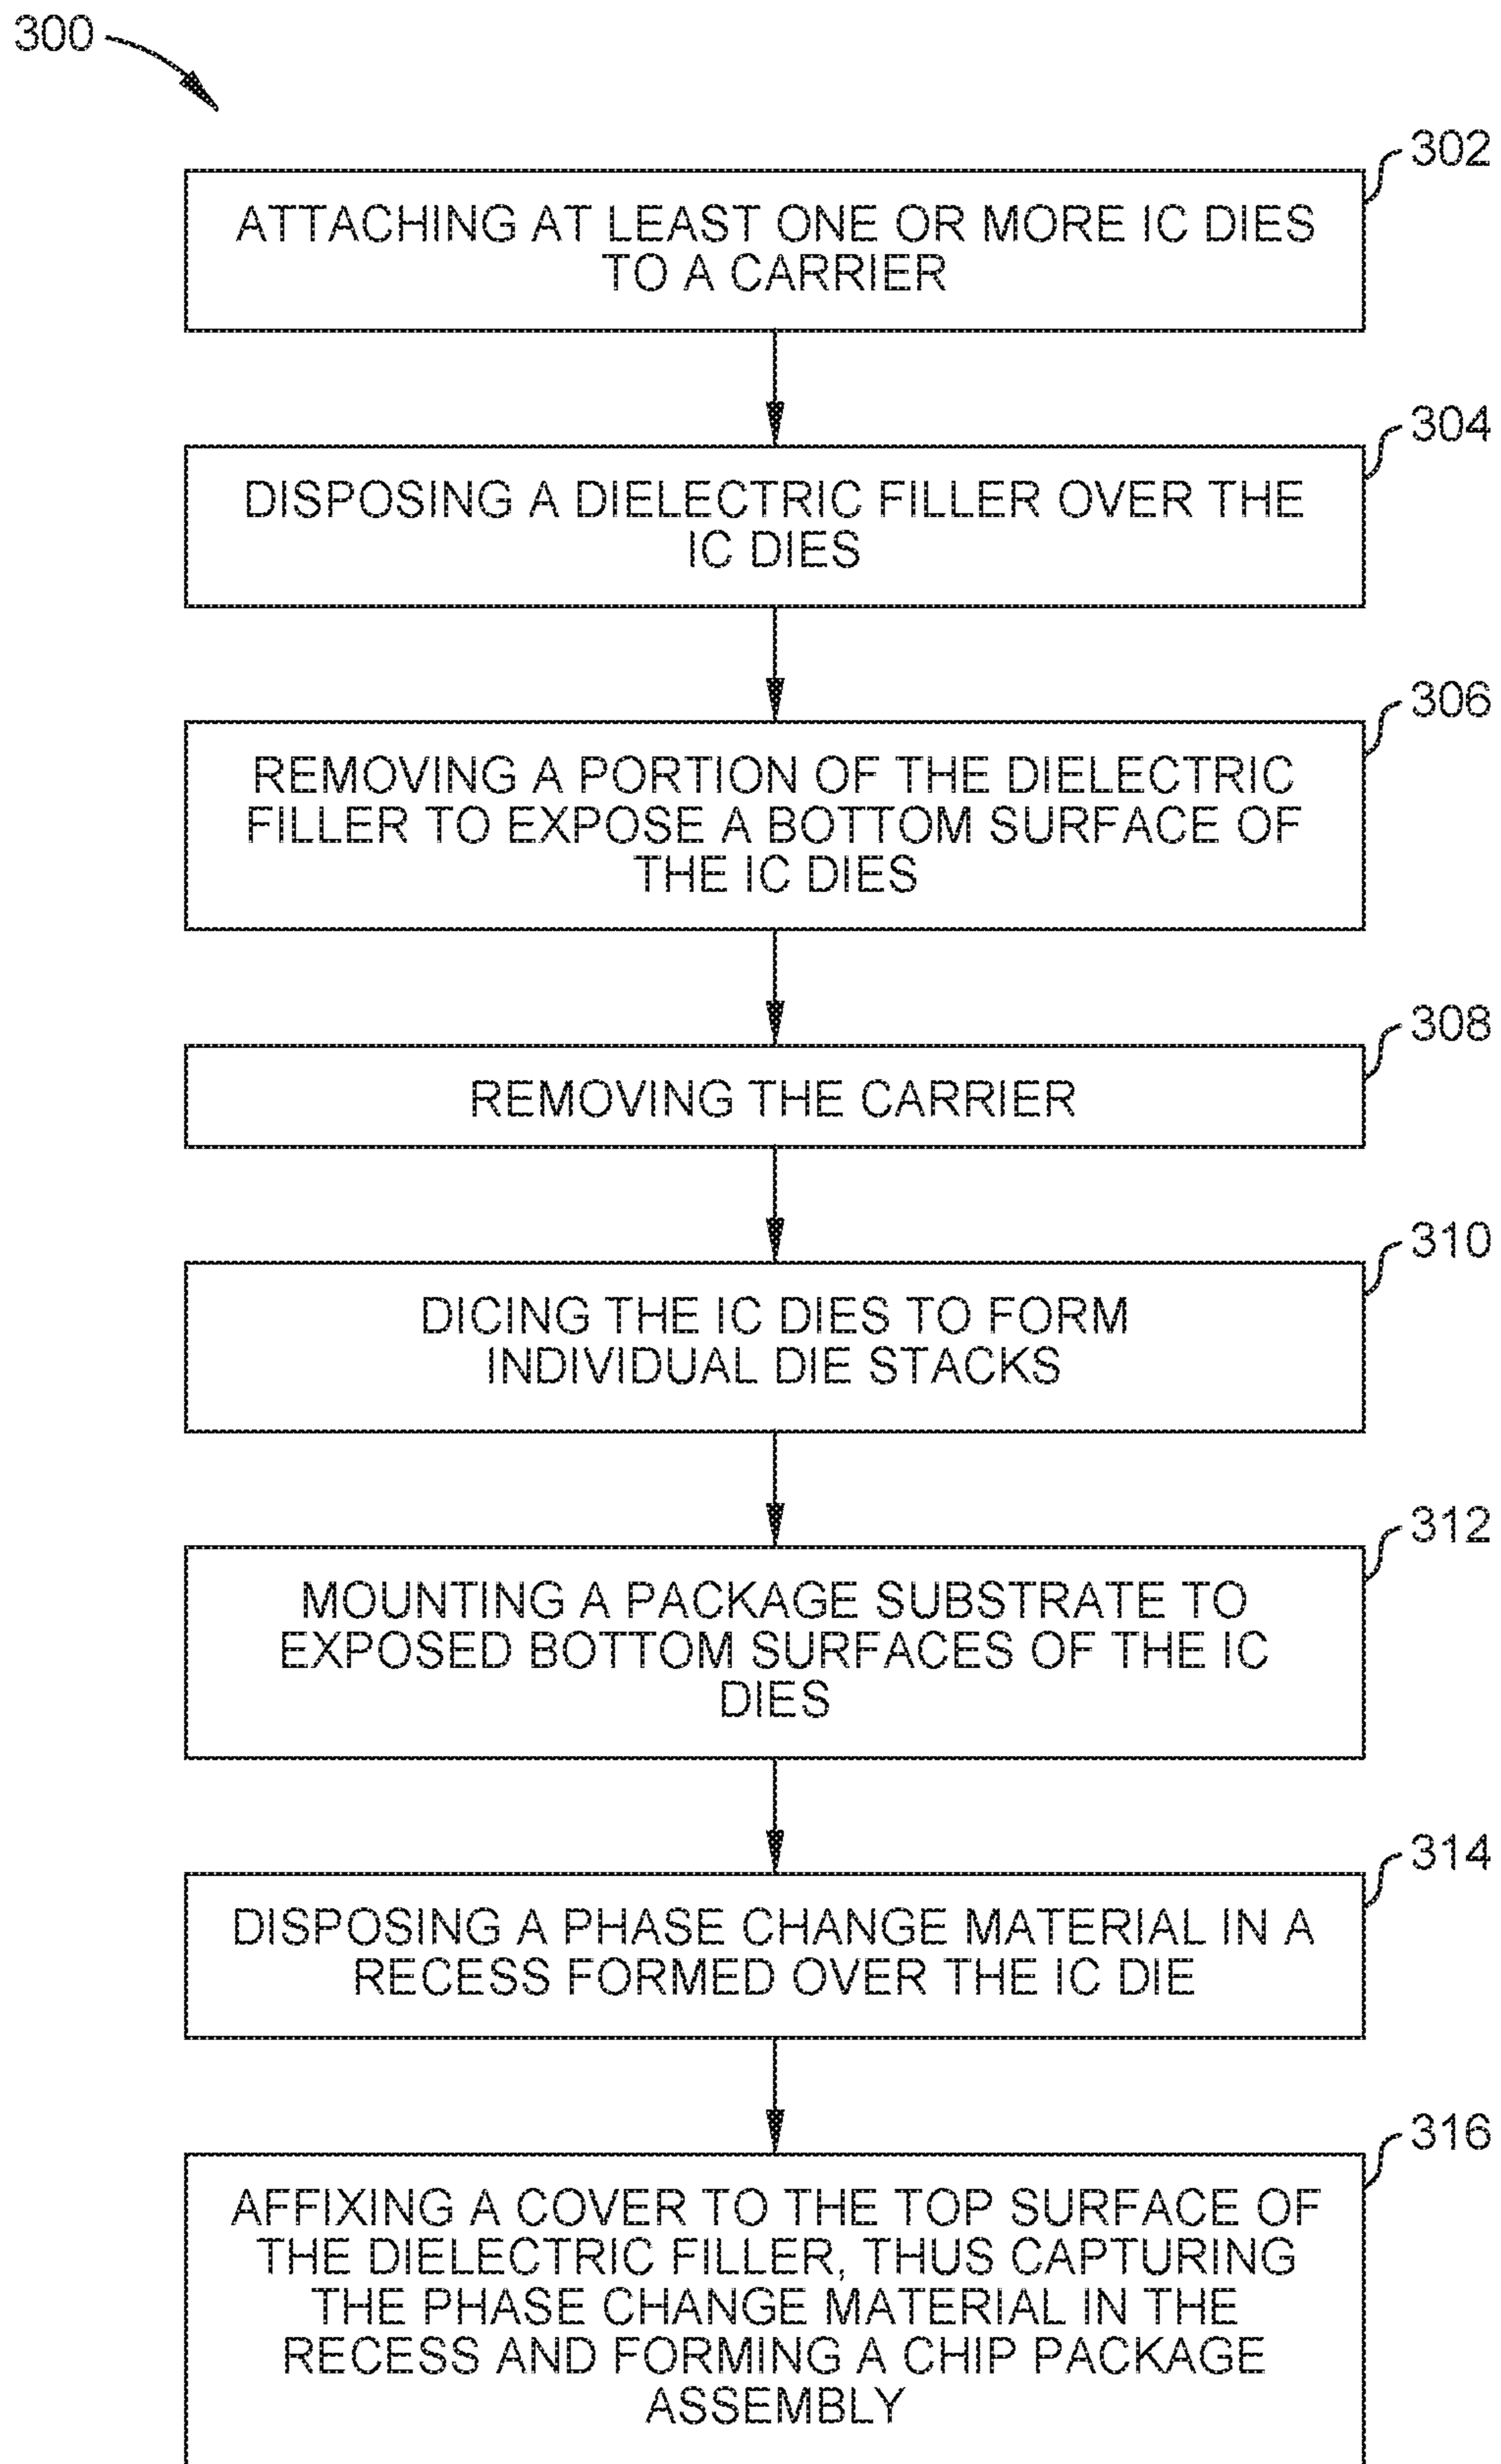 300
302
ATTACHING AT LEAST ONE OR MORE IC DIES
TO A CARRIER
304
DISPOSING A DIELECTRIC FILLER OVER THE
IC DIES
306
REMOVING A PORTION OF THE DIELECTRIC
FILLER TO EXPOSE A BOTTOM SURFACE OF
THE IC DIES
308
REMOVING THE CARRIER
310
DICING THE IC DIES TO FORM
INDIVIDUAL DIE STACKS
312
MOUNTING A PACKAGE SUBSTRATE TO
EXPOSED BOTTOM SURFACES OF THE IC
DIES
314
DISPOSING A PHASE CHANGE MATERIAL IN A
RECESS FORMED OVER THE IC DIE
316
AFFIXING A COVER TO THE TOP SURFACE OF
THE DIELECTRIC FILLER, THUS CAPTURING
THE PHASE CHANGE MATERIAL IN THE
RECESS AND FORMING A CHIP PACKAGE
ASSEMBLY